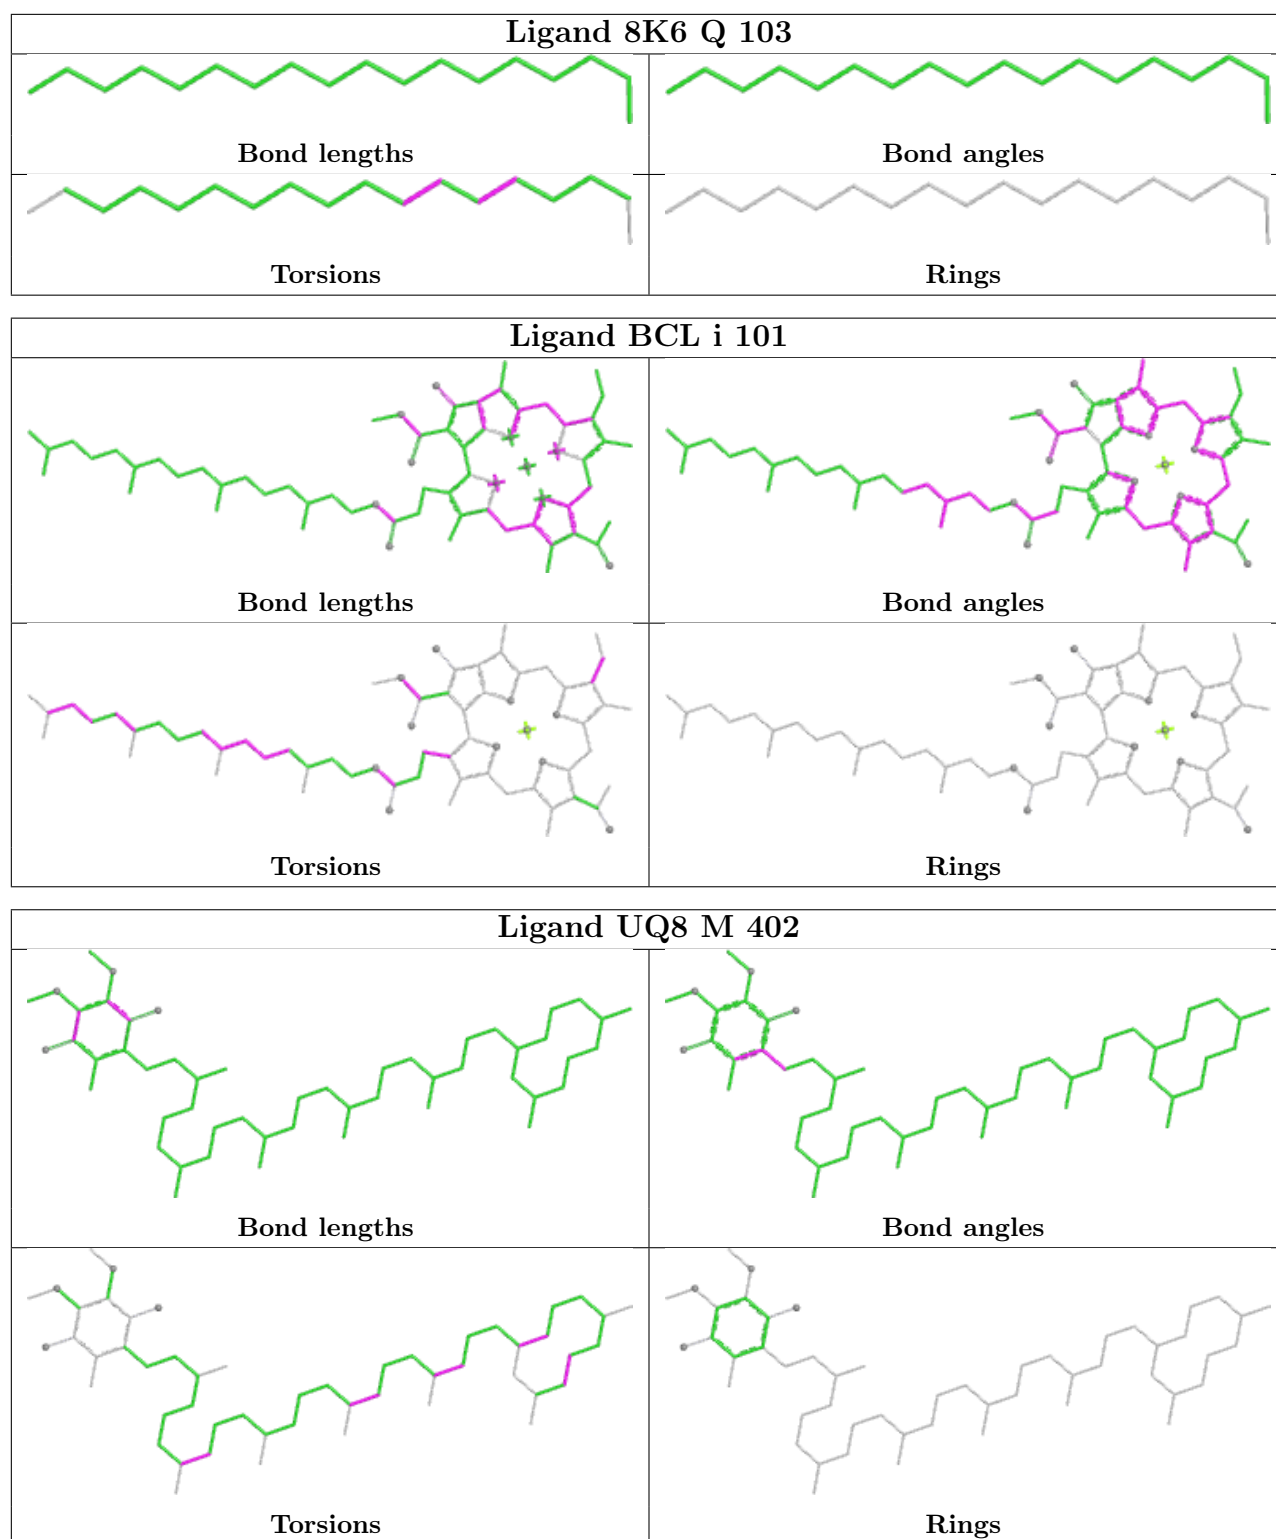 Ligand 8K6 Q 103
Bond lengths
Bond angles
Torsions
Rings
Ligand BCL i 101
Bond lengths
Bond angles
Torsions
Rings
Ligand UQ8 M 402
Bond lengths
Bond angles
Torsions
Rings